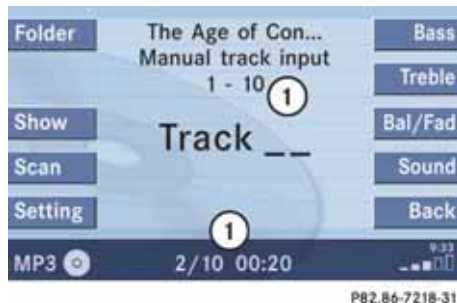 Folder
The Age of Con...
Bass
Manual track input
1 - 10
1
Treble
Show
Track _ _
Bal/Fad
Scan
Sound
Setting
1
Back
MP3
2/10 00:20
9:33
P82.86-7218-31